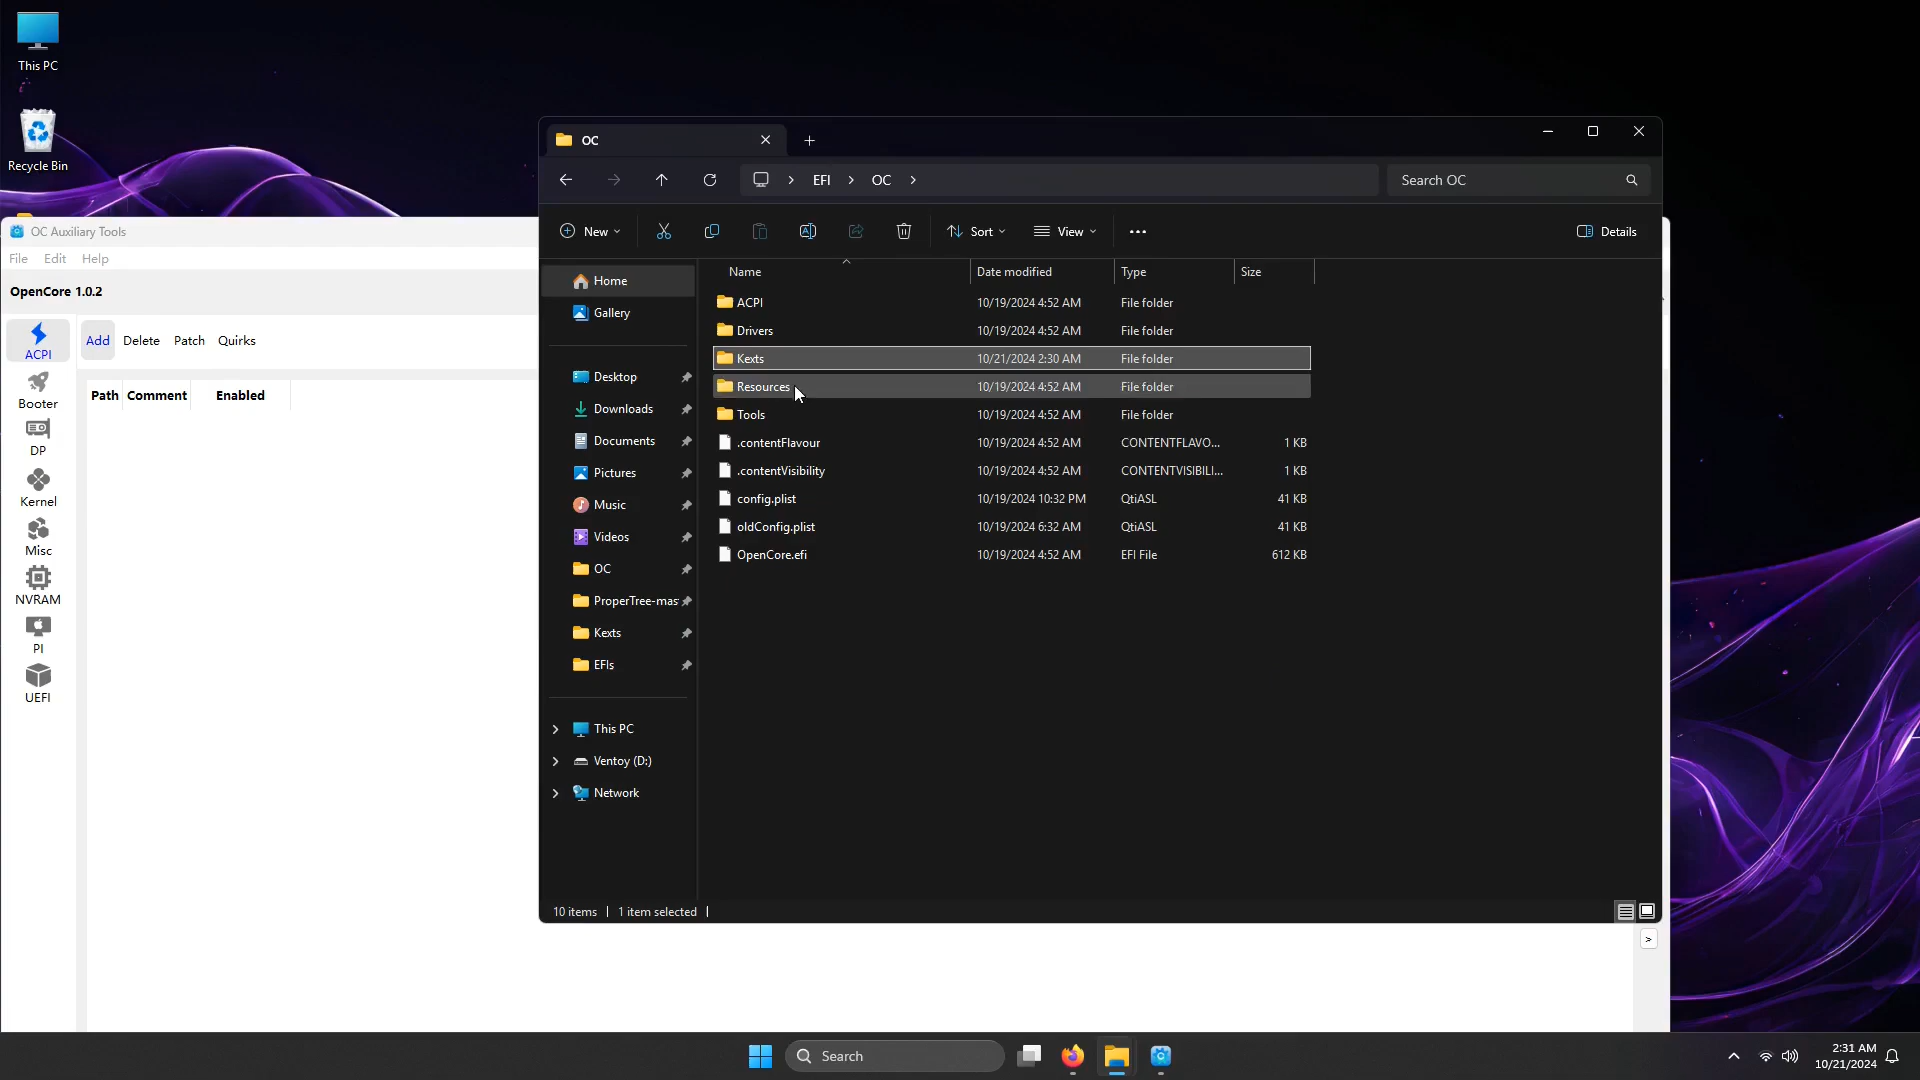 This PC
Recycle Bin
OC Auxiliary Tools
File Edit Help
OpenCore 1.0.2
ACPI
Booter
DP
Kernel
Misc
NVRAM
PI
UEFI
Add Delete Patch Quirks
Path Comment Enabled
OC
EFI OC
Search OC
New Sort View Details
Home
Gallery
Desktop
Downloads
Documents
Pictures
Music
Videos
OC
ProperTree-mas
Kexts
EFIs
This PC
Ventoy (D:)
Network
Name Date modified Type Size
ACPI 10/19/2024 4:52 AM File folder
Drivers 10/19/2024 4:52 AM File folder
Kexts 10/21/2024 2:30 AM File folder
Resources 10/19/2024 4:52 AM File folder
Tools 10/19/2024 4:52 AM File folder
.contentFlavour 10/19/2024 4:52 AM CONTENTFLAVO... 1 KB
.contentVisibility 10/19/2024 4:52 AM CONTENTVISIBILI... 1 KB
config.plist 10/19/2024 10:32 PM QtiASL 41 KB
oldConfig.plist 10/19/2024 6:32 AM QtiASL 41 KB
OpenCore.efi 10/19/2024 4:52 AM EFI File 612 KB
10 items 1 item selected
>
Search
2:31 AM
10/21/2024